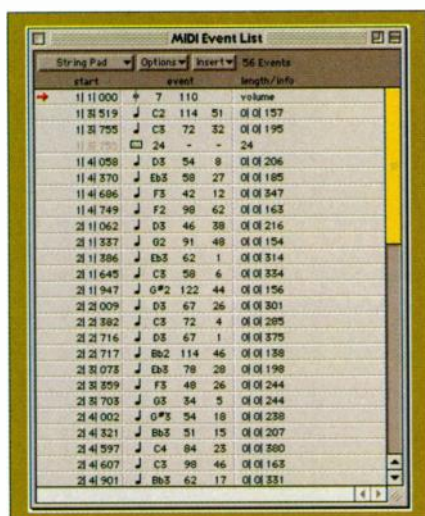 MIDI Event List
String Pad Options Insert 56 Events
start event length/info
1| 1| 000 7 110 volume
1| 3| 519 C2 114 51 0| 0| 157
1| 3| 755 C3 72 32 0| 0| 195
1| 3| 755 24 - - 24
1| 4| 058 D3 54 8 0| 0| 206
1| 4| 370 Eb3 58 27 0| 0| 185
1| 4| 686 F3 42 12 0| 0| 347
1| 4| 749 F2 98 62 0| 0| 163
2| 1| 062 D3 46 38 0| 0| 216
2| 1| 337 G2 91 48 0| 0| 154
2| 1| 386 Eb3 62 1 0| 0| 314
2| 1| 645 C3 58 6 0| 0| 334
2| 1| 947 G#2 122 44 0| 0| 156
2| 2| 009 D3 67 26 0| 0| 301
2| 2| 382 C3 72 4 0| 0| 285
2| 2| 716 D3 67 1 0| 0| 375
2| 2| 717 Bb2 114 46 0| 0| 138
2| 3| 073 Eb3 78 28 0| 0| 198
2| 3| 359 F3 48 26 0| 0| 244
2| 3| 703 G3 34 5 0| 0| 244
2| 4| 002 G#3 54 18 0| 0| 238
2| 4| 321 Bb3 51 15 0| 0| 207
2| 4| 597 C4 84 23 0| 0| 380
2| 4| 607 C3 98 46 0| 0| 163
2| 4| 901 Bb3 62 17 0| 0| 331